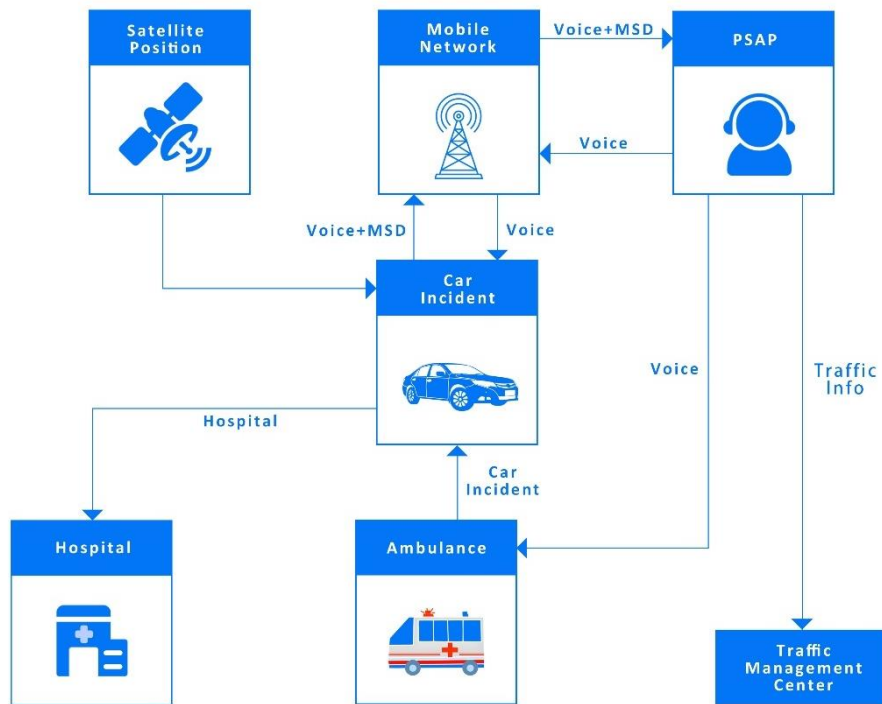 Satellite
Position
Mobile
Network
Voice+MSD
PSAP
Voice
Voice+MSD
Voice
Car
Incident
Voice
Traffic
Info
Hospital
Car
Incident
Hospital
Ambulance
Traffic
Management
Center